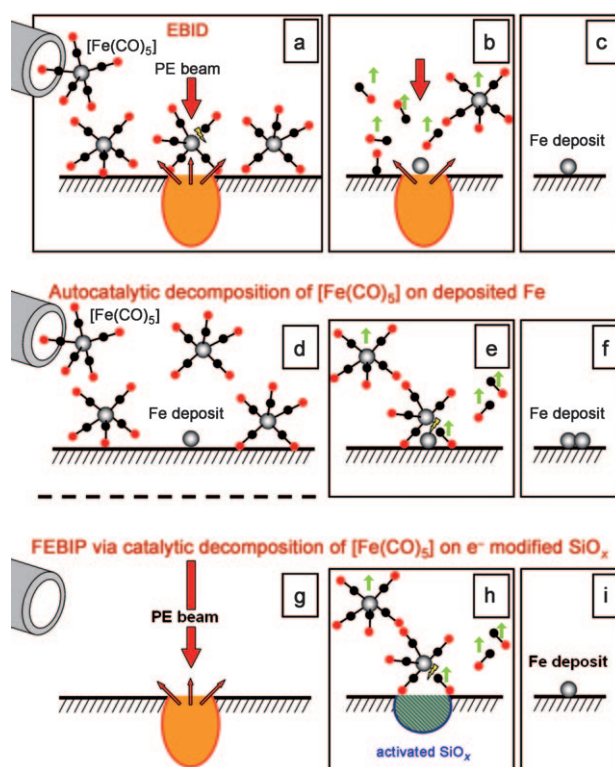 EBID
a
b
c
[Fe(CO)5]
PE beam
Fe deposit
Autocatalytic decomposition of [Fe(CO)5] on deposited Fe
[Fe(CO)5]
d
e
f
Fe deposit
Fe deposit
FEBIP via catalytic decomposition of [Fe(CO)5] on e⁻ modified SiOx
g
h
i
PE beam
Fe deposit
activated SiOx